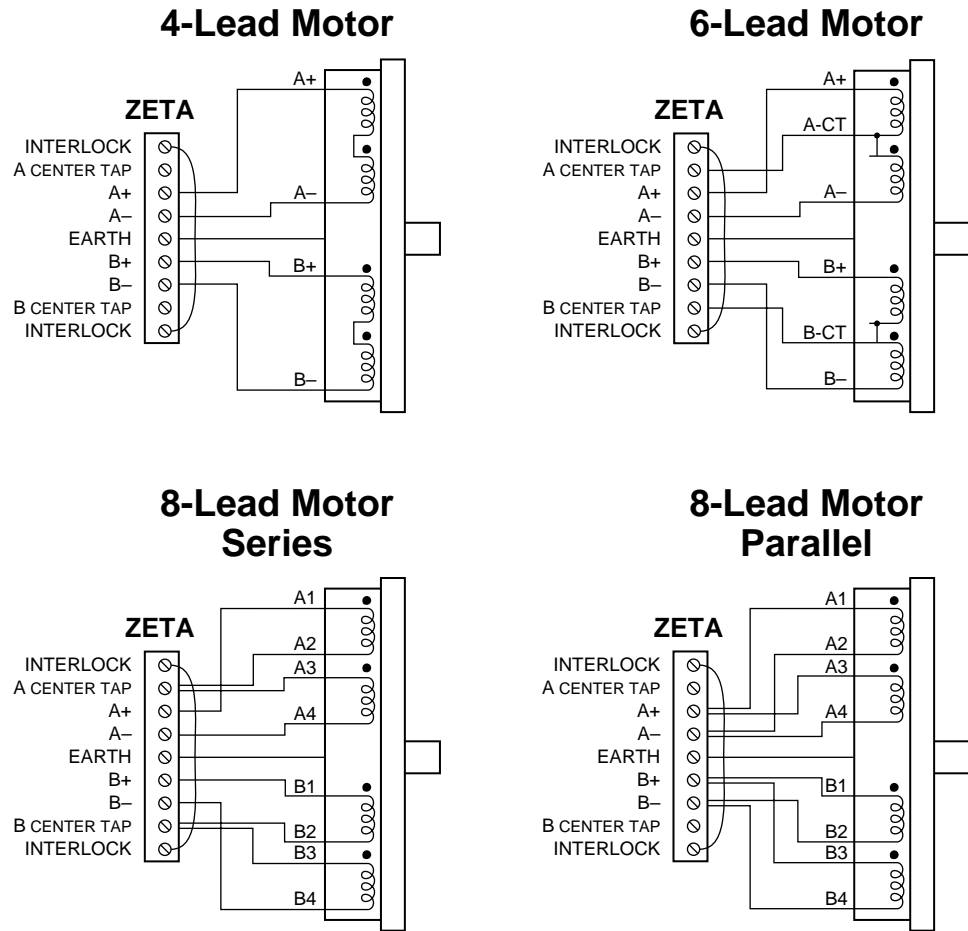 4-Lead Motor
ZETA
INTERLOCK
A CENTER TAP
A+
A–
EARTH
B+
B–
B CENTER TAP
INTERLOCK
A+
A–
B+
B–
6-Lead Motor
ZETA
INTERLOCK
A CENTER TAP
A+
A–
EARTH
B+
B–
B CENTER TAP
INTERLOCK
A+
A-CT
A–
B+
B-CT
B–
8-Lead Motor
Series
ZETA
INTERLOCK
A CENTER TAP
A+
A–
EARTH
B+
B–
B CENTER TAP
INTERLOCK
A1
A2
A3
A4
B1
B2
B3
B4
8-Lead Motor
Parallel
ZETA
INTERLOCK
A CENTER TAP
A+
A–
EARTH
B+
B–
B CENTER TAP
INTERLOCK
A1
A2
A3
A4
B1
B2
B3
B4